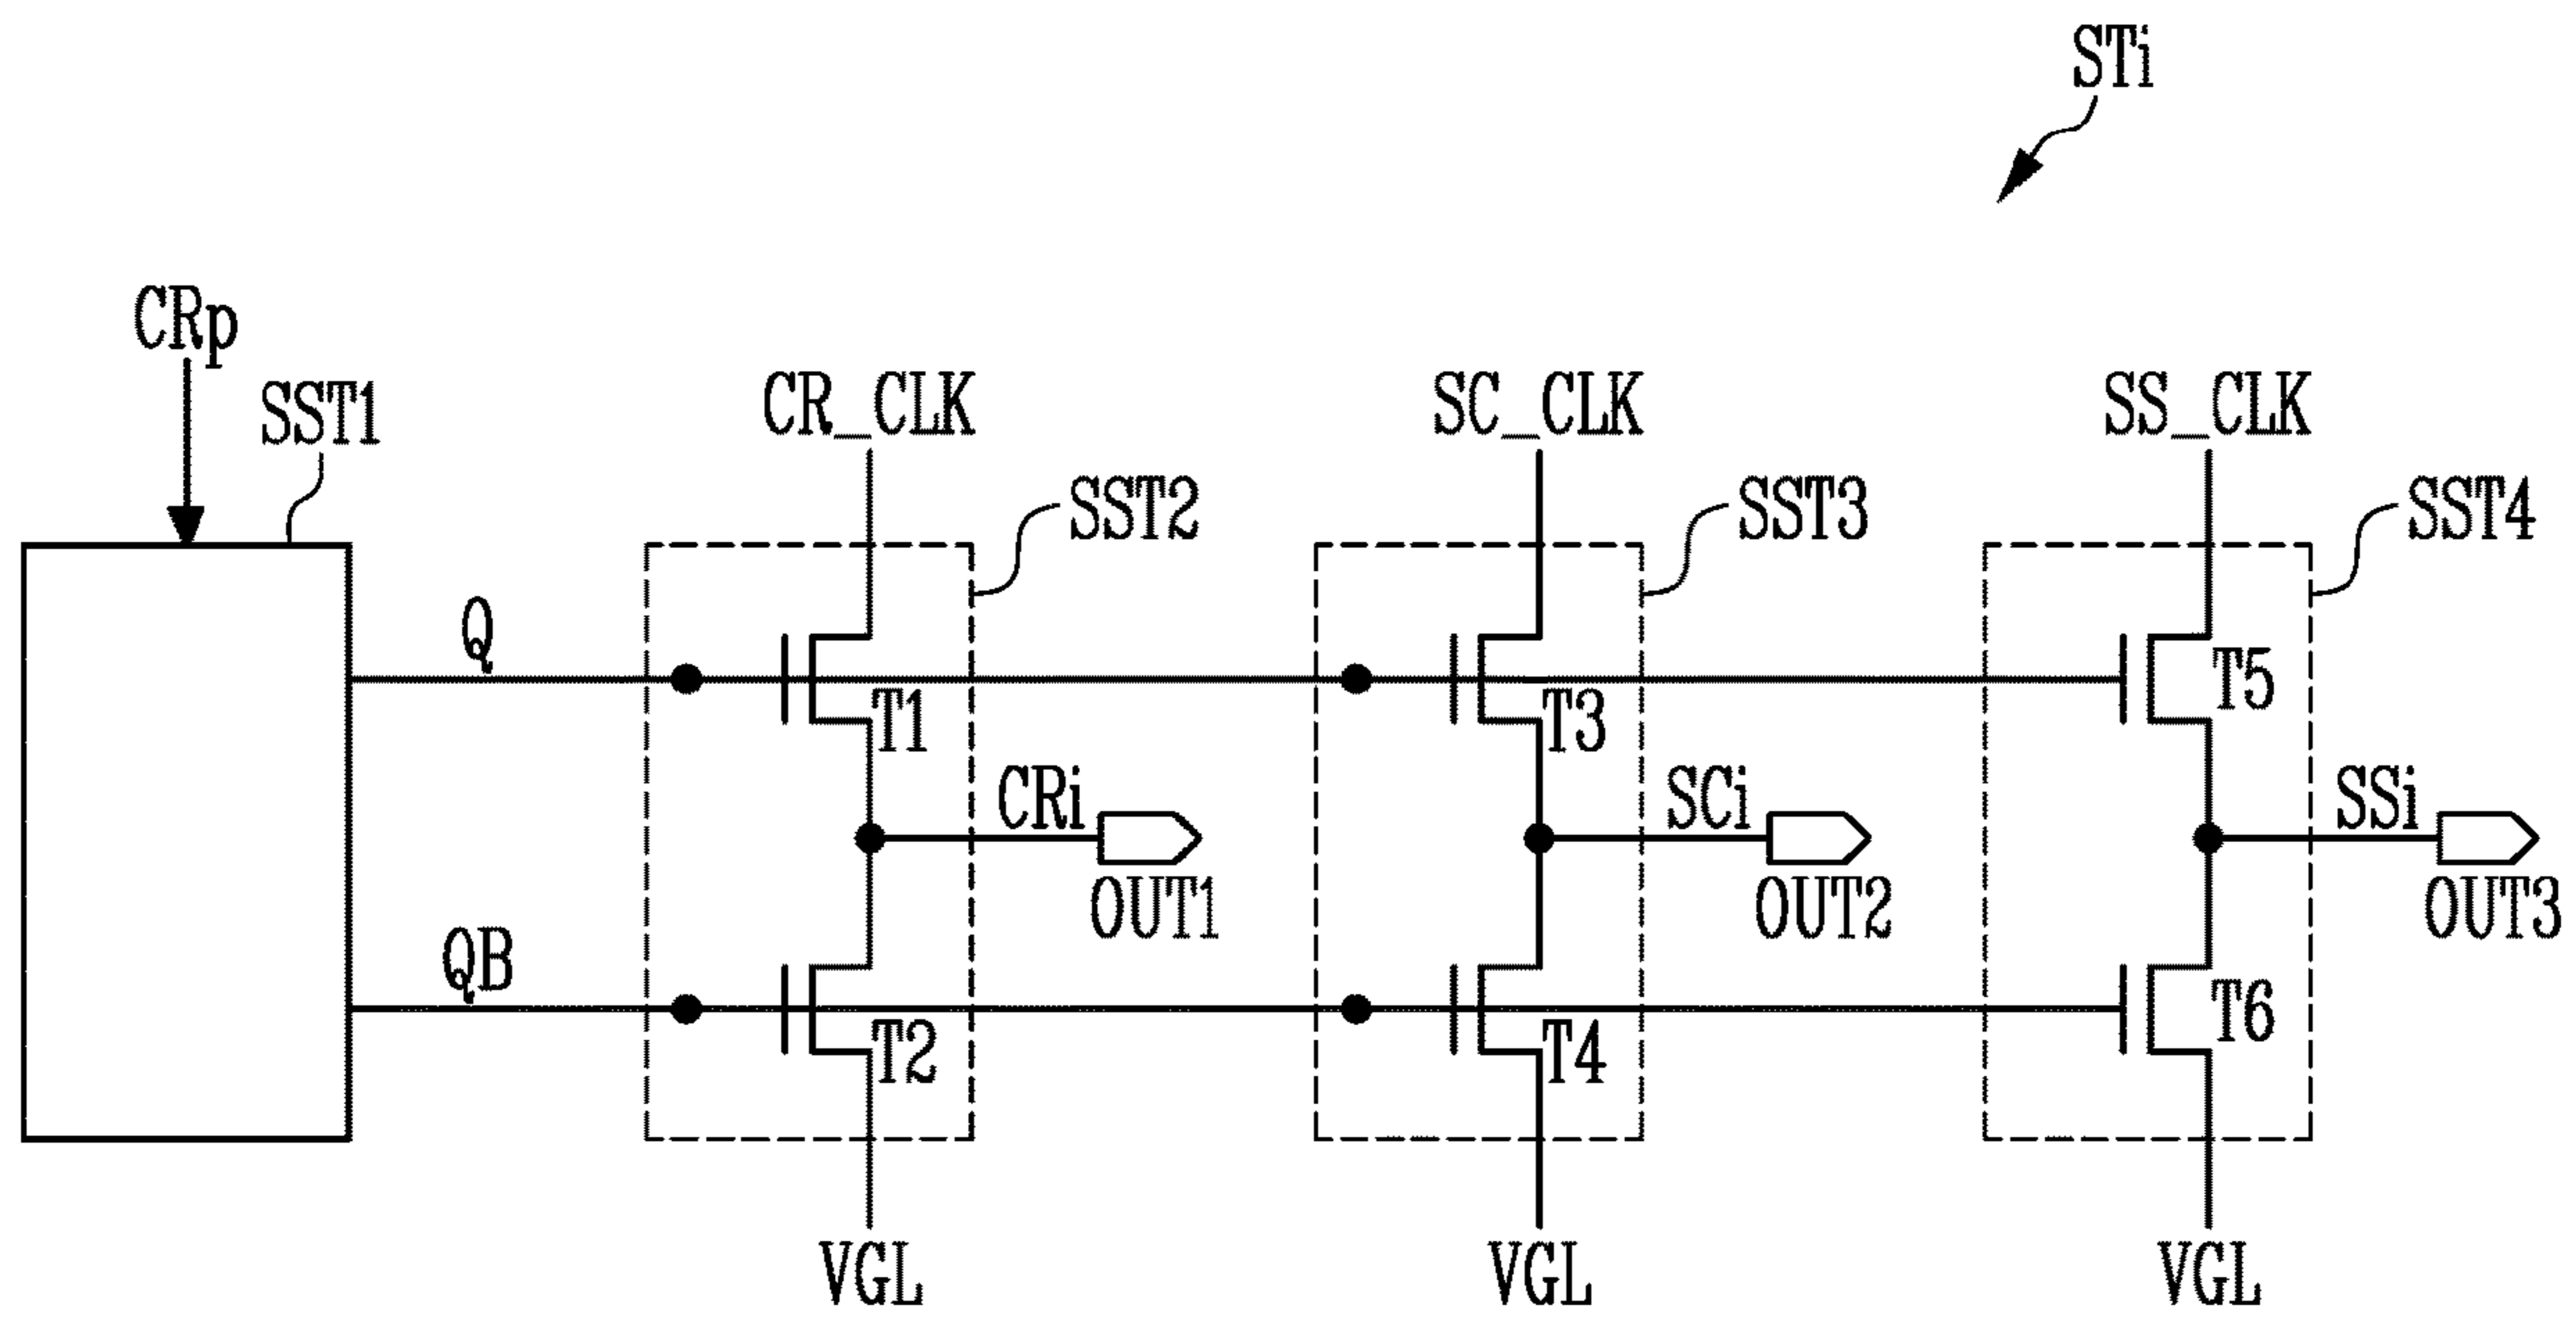 STi
CRp
SST1
CR_CLK
SC_CLK
SS_CLK
SST2
SST3
SST4
Q
T1
T3
T5
CRi
SCi
SSi
OUT1
OUT2
OUT3
QB
T2
T4
T6
VGL
VGL
VGL